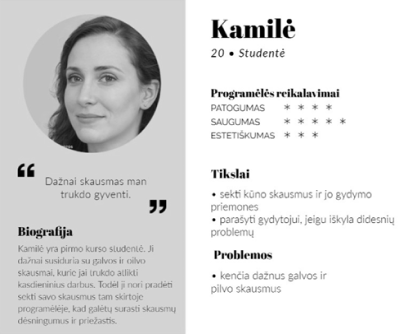 Kamilė
20 • Studentė
Programėlės reikalavimai
PATOGUMAS * * * *
SAUGUMAS * * * * *
ESTETIŠKUMAS * * *
Tikslai
• sekti kūno skausmus ir jo gydymo
priemones
• parašyti gydytojui, jeigu iškyla didesnių
problemų
Problemos
• kenčia dažnus galvos ir
pilvo skausmus
“ Dažnai skausmas man
trukdo gyventi. ”
Biografija
Kamilė yra pirmo kurso studentė. Ji
dažnai susiduria su galvos ir pilvo
skausmai, kurie jai trukdo atlikti
kasdieninius darbus. Todėl ji nori pradėti
sekti savo skausmus tam skirtoje
programėlėje, kad galėtų surasti skausmų
dėsningumus ir priežastis.